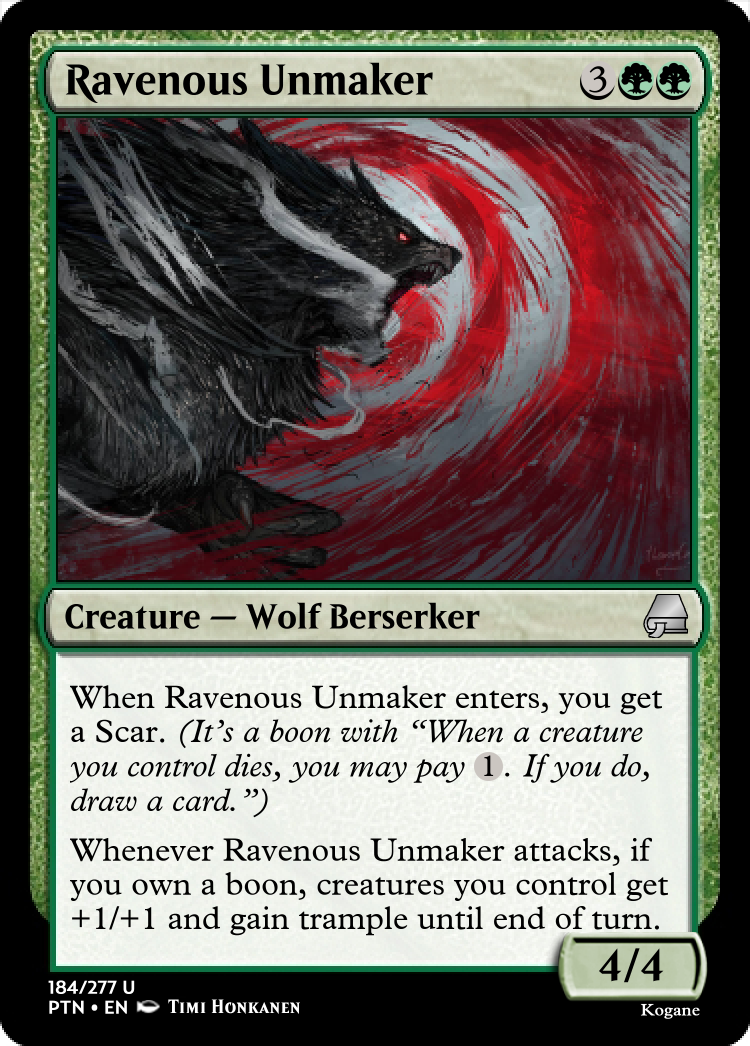 Ravenous Unmaker 3
Creature — Wolf Berserker
When Ravenous Unmaker enters, you get
a Scar. (It's a boon with “When a creature
you control dies, you may pay 1. If you do,
draw a card.”)
Whenever Ravenous Unmaker attacks, if
you own a boon, creatures you control get
+1/+1 and gain trample until end of turn.
4/4
184/277 U
PTN • EN Timi Honkanen
Kogane